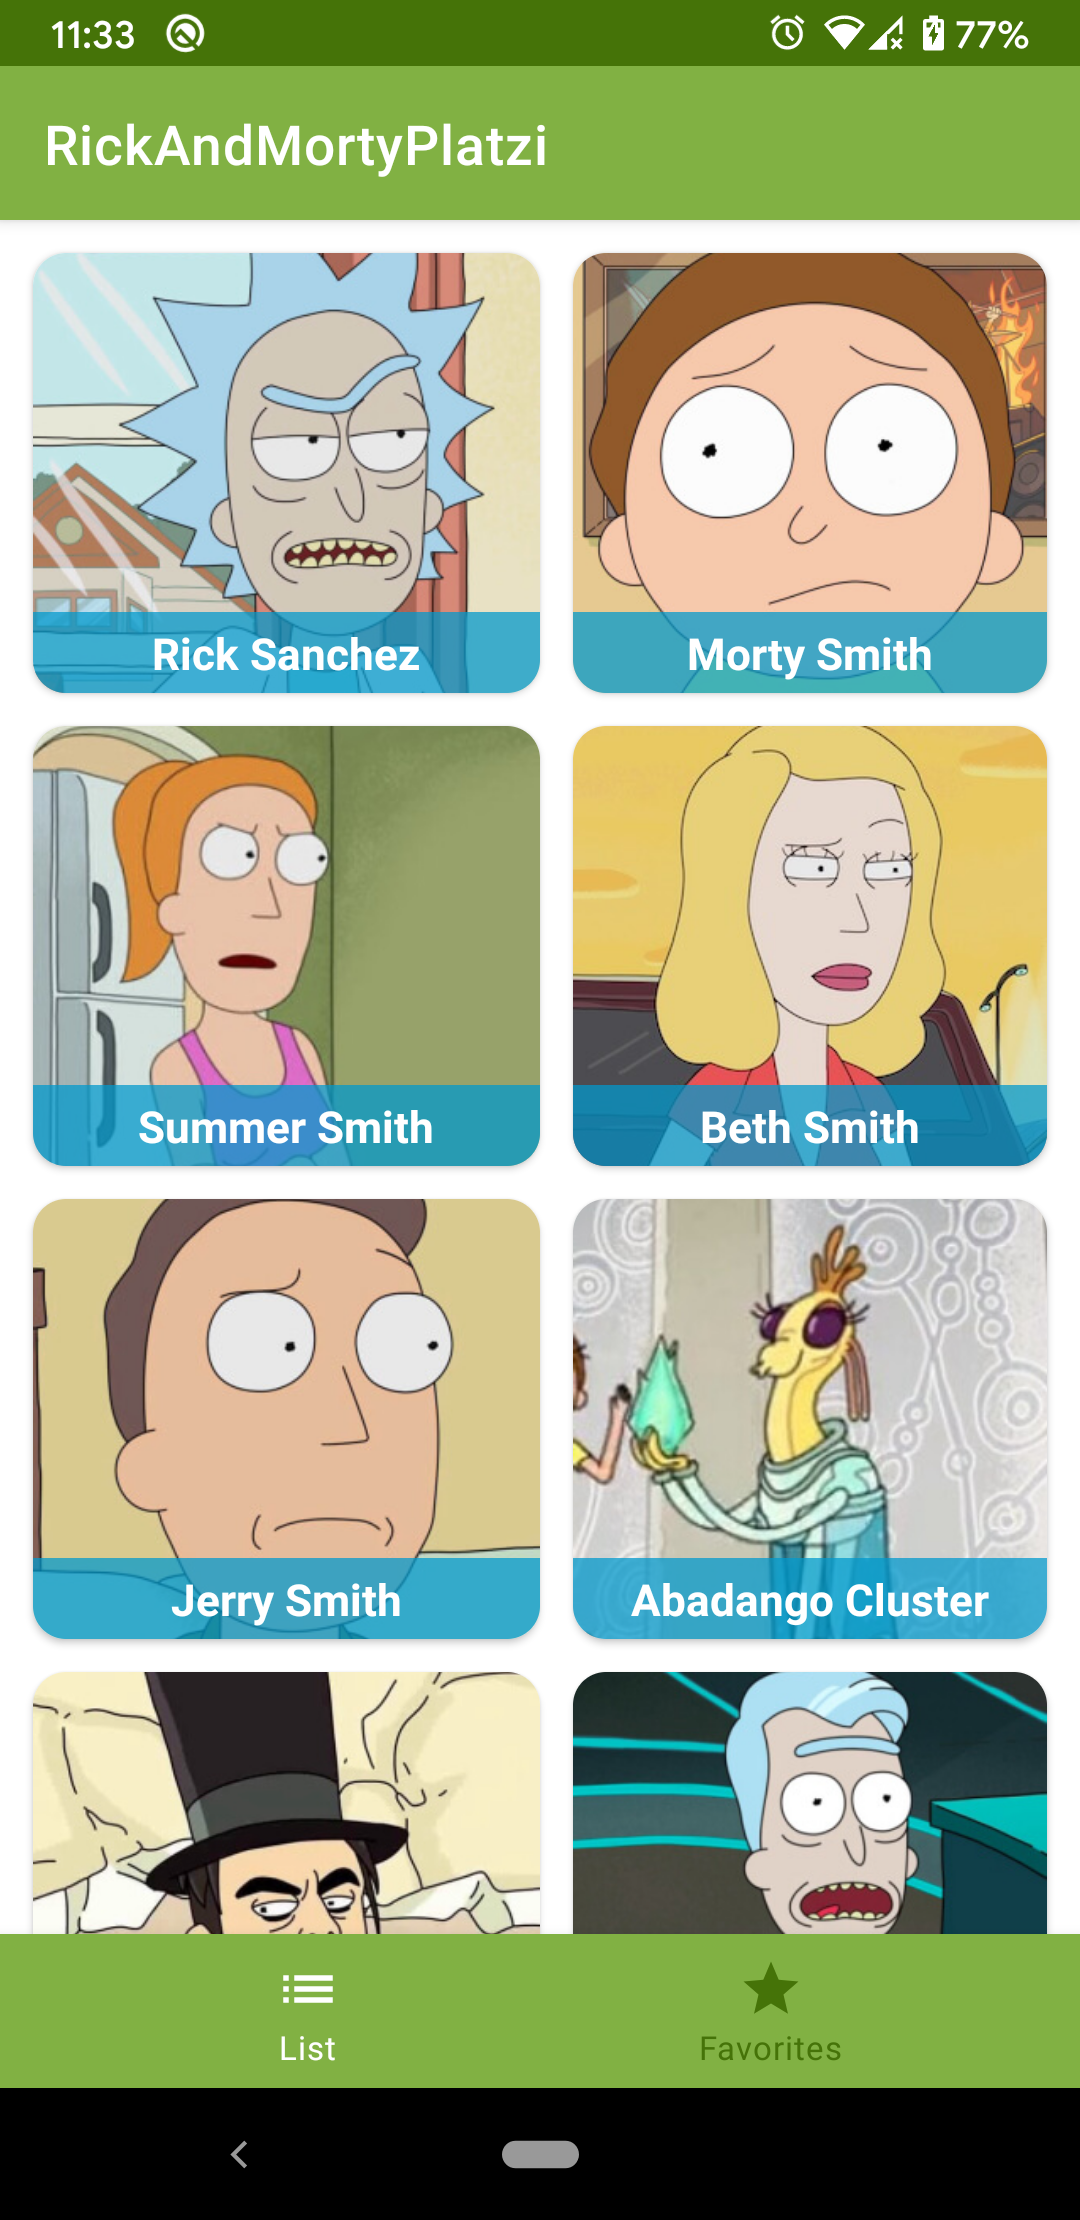 11:33 77%
RickAndMortyPlatzi
Rick Sanchez Morty Smith
Summer Smith Beth Smith
Jerry Smith Abadango Cluster
List Favorites